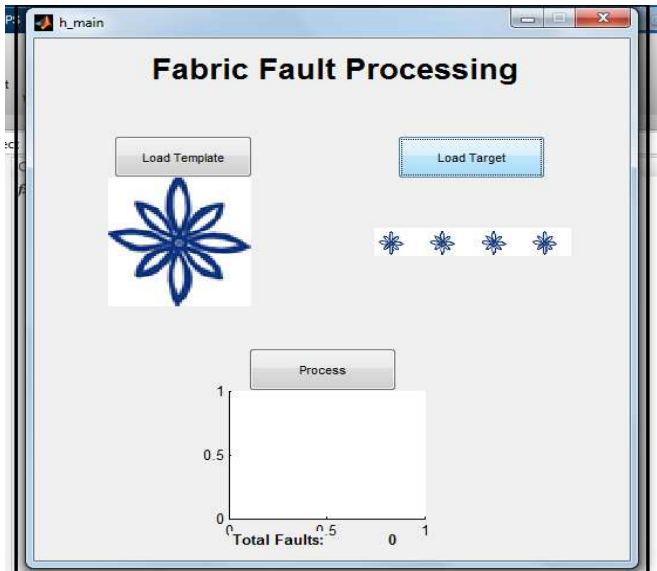 PS
h_main
Fabric Fault Processing
Load Template
Load Target
Process
1
0.5
0
0
0.5
1
Total Faults:
0